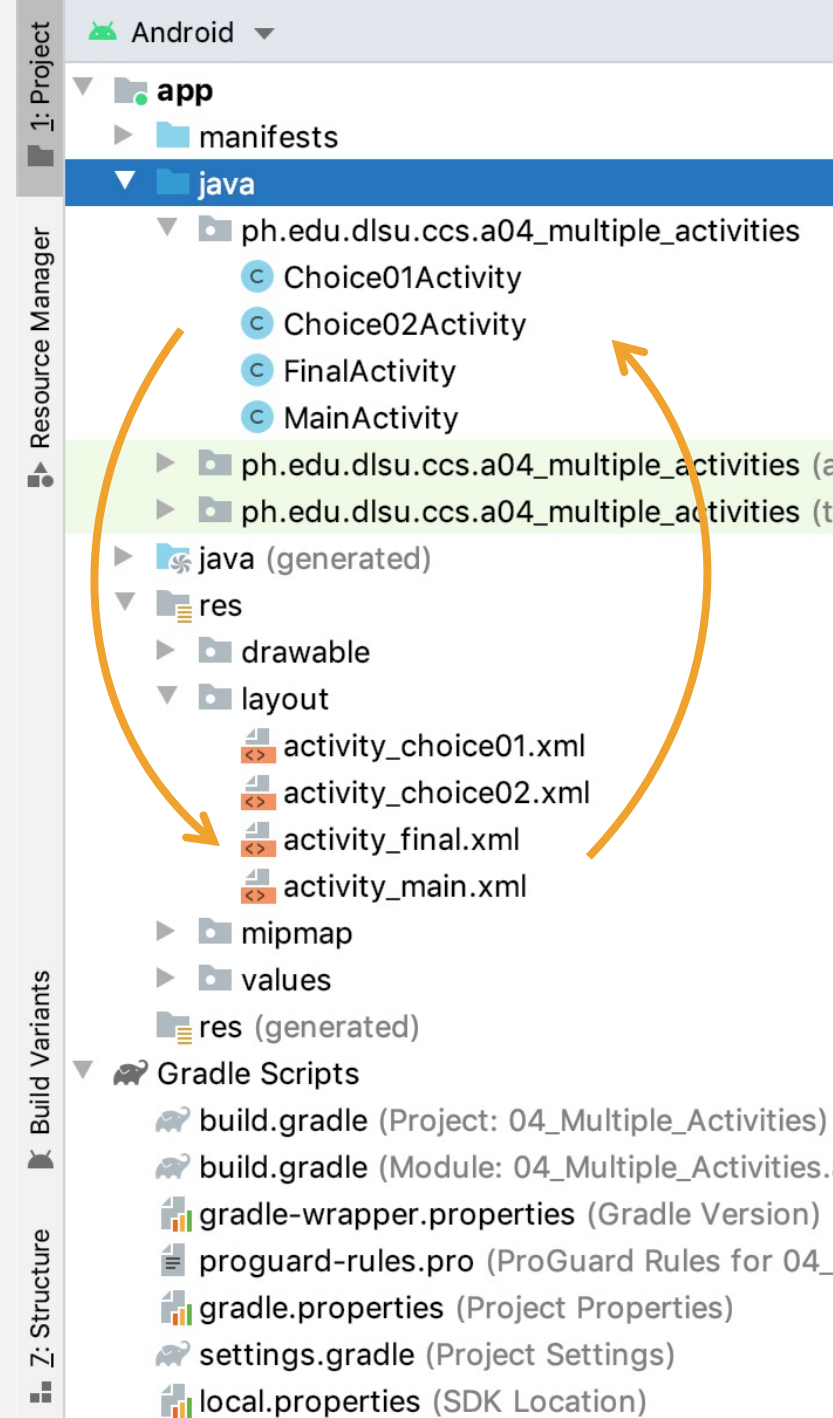 1: Project
Resource Manager
Build Variants
7: Structure
Android
app
manifests
java
ph.edu.dlsu.ccs.a04_multiple_activities
Choice01Activity
Choice02Activity
FinalActivity
MainActivity
ph.edu.dlsu.ccs.a04_multiple_activities (a
ph.edu.dlsu.ccs.a04_multiple_activities (t
java (generated)
res
drawable
layout
activity_choice01.xml
activity_choice02.xml
activity_final.xml
activity_main.xml
mipmap
values
res (generated)
Gradle Scripts
build.gradle (Project: 04_Multiple_Activities)
build.gradle (Module: 04_Multiple_Activities.a
gradle-wrapper.properties (Gradle Version)
proguard-rules.pro (ProGuard Rules for 04_
gradle.properties (Project Properties)
settings.gradle (Project Settings)
local.properties (SDK Location)